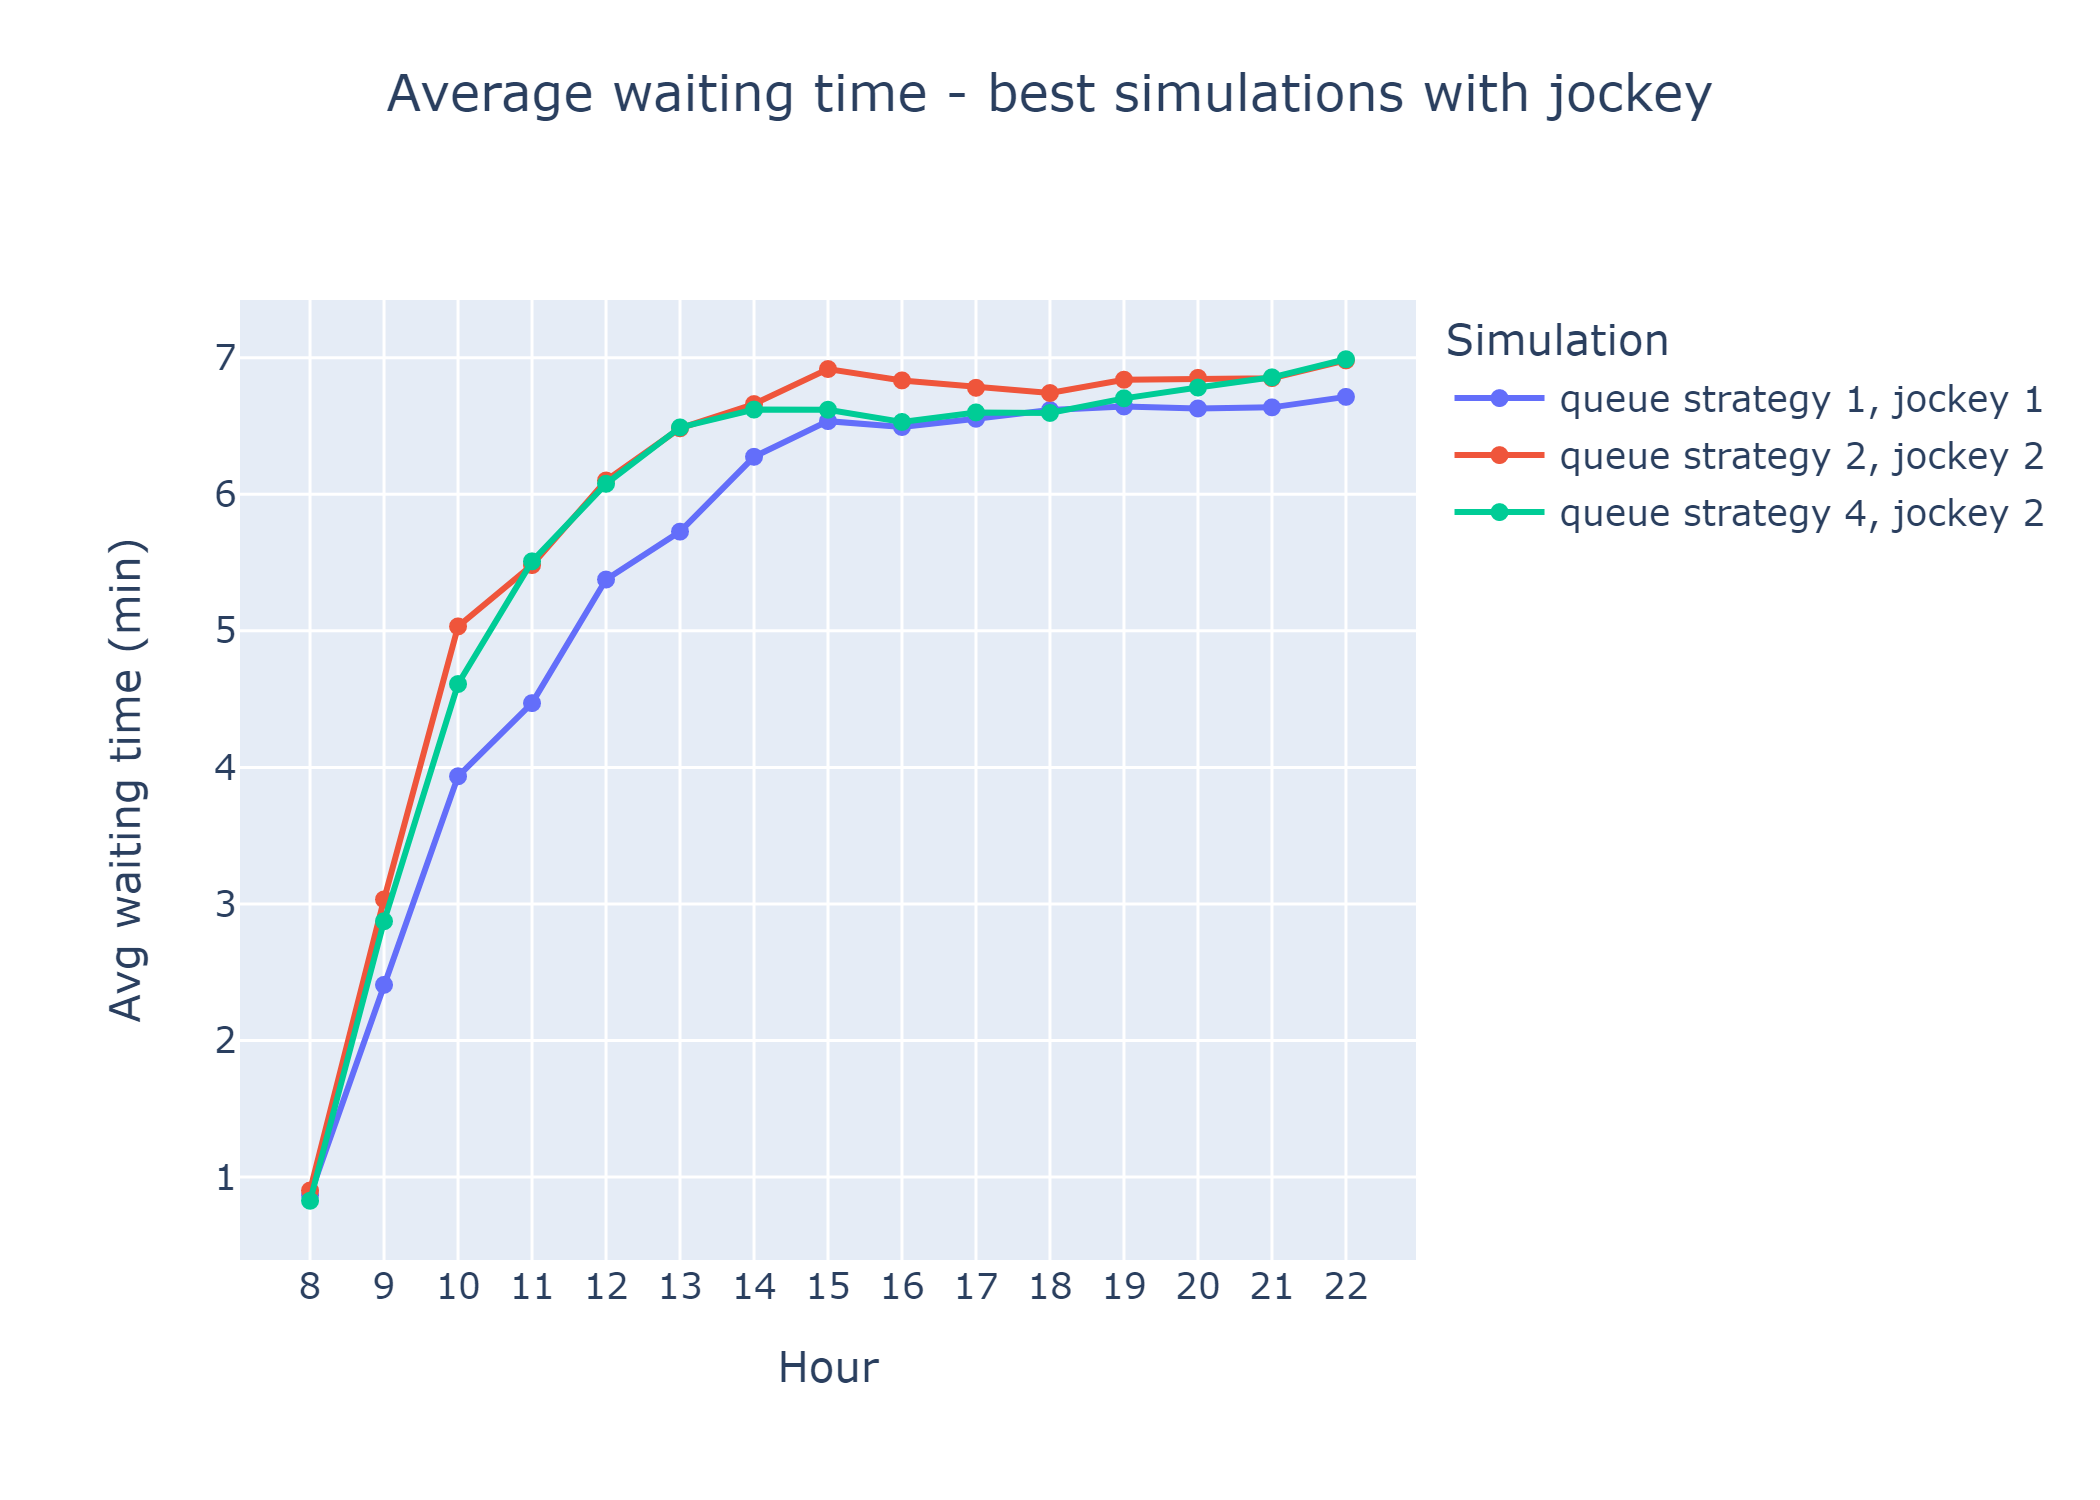 Average waiting time - best simulations with jockey
Simulation
queue strategy 1, jockey 1
queue strategy 2, jockey 2
queue strategy 4, jockey 2
Avg waiting time (min)
7
6
5
4
3
2
1
8 9 10 11 12 13 14 15 16 17 18 19 20 21 22
Hour